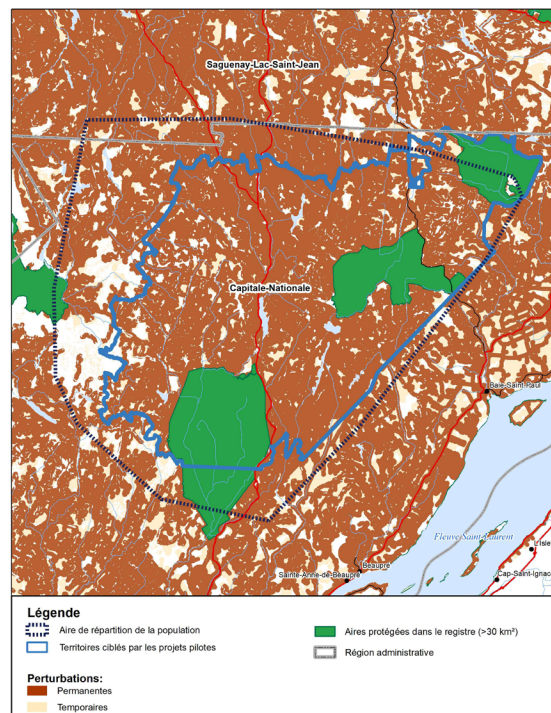 Saguenay-Lac-Saint-Jean
Capitale-Nationale
Baie-Saint-Paul
Fleuve Saint-Laurent
L'Isle
Beaupré
Sainte-Anne-de-Beaupré
Cap-Saint-Ignac
Légende
Aire de répartition de la population
Territoires ciblés par les projets pilotes
Aires protégées dans le registre (>30 km²)
Région administrative
Perturbations:
Permanentes
Temporaires